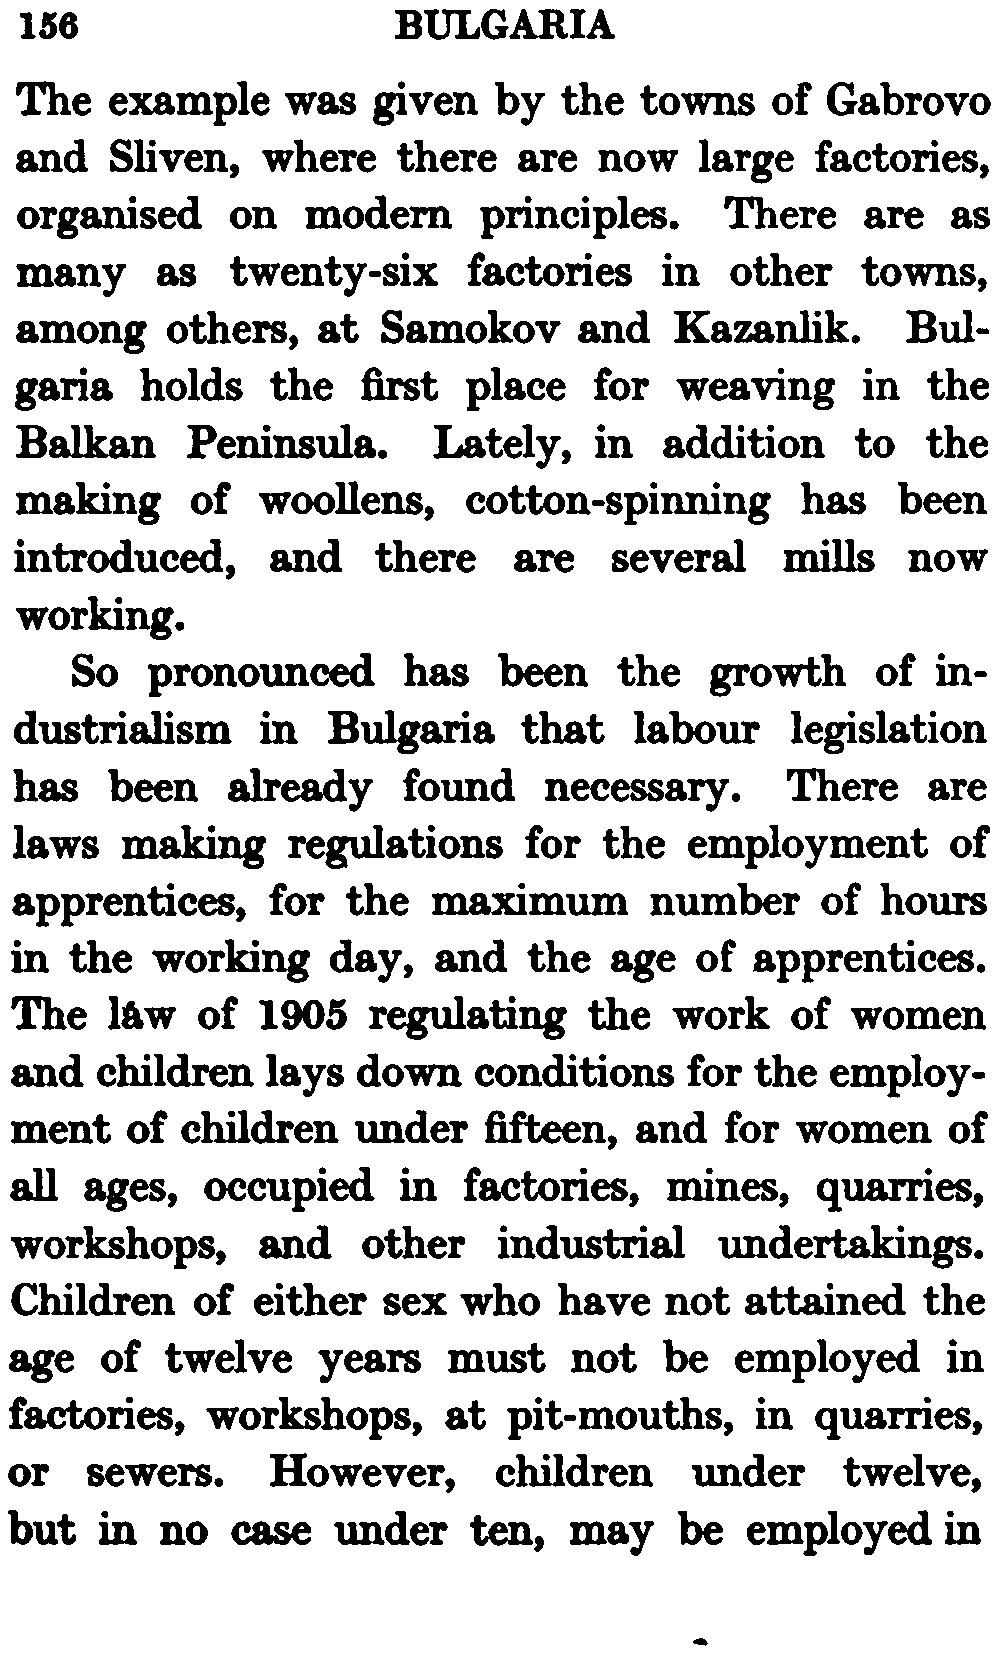 156 BULGARIA
The example was given by the towns of Gabrovo
and Sliven, where there are now large factories,
organised on modern principles. There are as
many as twenty-six factories in other towns,
among others, at Samokov and Kazanlik. Bul-
garia holds the first place for weaving in the
Balkan Peninsula. Lately, in addition to the
making of woollens, cotton-spinning has been
introduced, and there are several mills now
working.
So pronounced has been the growth of in-
dustrialism in Bulgaria that labour legislation
has been already found necessary. There are
laws making regulations for the employment of
apprentices, for the maximum number of hours
in the working day, and the age of apprentices.
The law of 1905 regulating the work of women
and children lays down conditions for the employ-
ment of children under fifteen, and for women of
all ages, occupied in factories, mines, quarries,
workshops, and other industrial undertakings.
Children of either sex who have not attained the
age of twelve years must not be employed in
factories, workshops, at pit-mouths, in quarries,
or sewers. However, children under twelve,
but in no case under ten, may be employed in